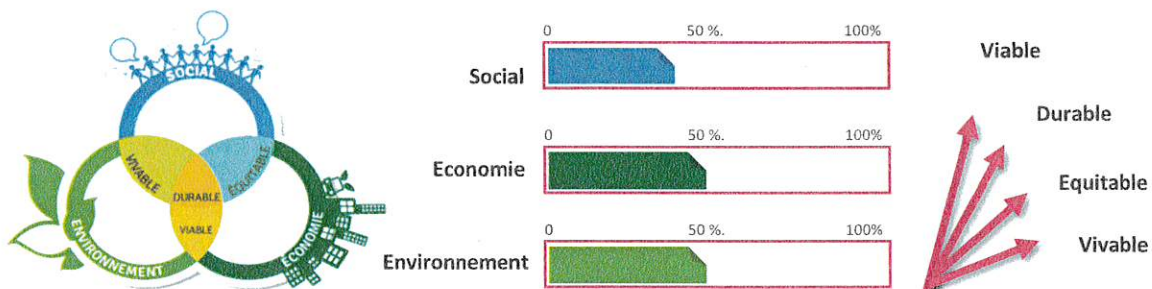 SOCIAL
VIVABLE
ÉQUITABLE
DURABLE
VIABLE
ENVIRONNEMENT
ÉCONOMIE
0 50 %. 100%
Social
0 50 %. 100%
Economie
0 50 %. 100%
Environnement
Viable
Durable
Equitable
Vivable